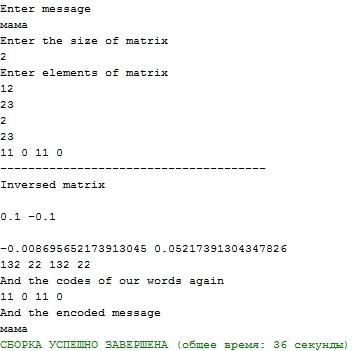 Enter message
мама
Enter the size of matrix
2
Enter elements of matrix
12
23
2
23
11 0 11 0
--------------------------------------
Inversed matrix
0.1 -0.1
-0.008695652173913045 0.05217391304347826
132 22 132 22
And the codes of our words again
11 0 11 0
And the encoded message
мама
СБОРКА УСПЕШНО ЗАВЕРШЕНА (общее время: 36 секунды)